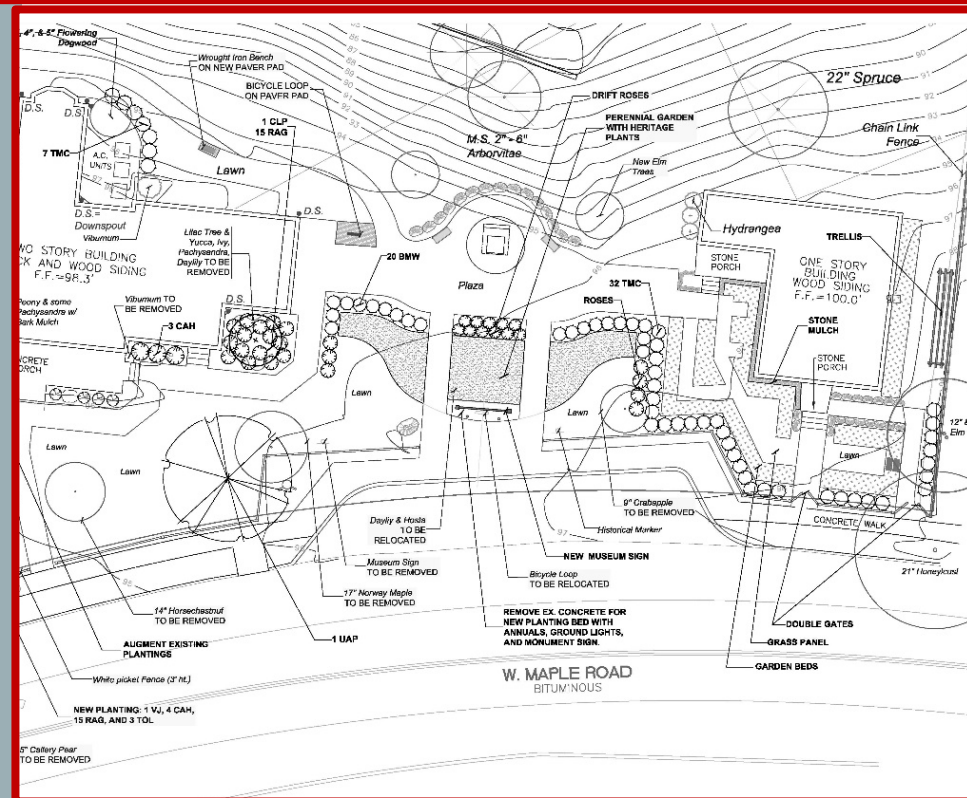 4", & 5" Flowering
Dogwood
Wrought Iron Bench
ON NEW PAVER PAD
BICYCLE LOOP
ON PAVER PAD
1 CLP
15 RAG
D.S.
D.S.
7 TMC
A.C.
UNITS
Lawn
D.S.=
Downspout
Viburnum
D.S.
M.S. 2" - 6"
Arborvitae
DRIFT ROSES
PERENNIAL GARDEN
WITH HERITAGE
PLANTS
New Elm
Trees
22" Spruce
Chain Link
Fence
Hydrangea
TRELLIS
STONE
PORCH
ONE STORY
BUILDING
WOOD SIDING
F.F.=100.0'
STONE
MULCH
STONE
PORCH
WO STORY BUILDING
CK AND WOOD SIDING
F.F.=98.3'
Lilac Tree &
Yucca, Ivy,
Pachysandra,
Daylily TO BE
REMOVED
20 BMW
Plaza
32 TMC
ROSES
Peony & some
Pachysandra w/
Bark Mulch
Viburnum TO
BE REMOVED
3 CAH
D.S.
NCRETE
ORCH
Lawn
Lawn
Lawn
Lawn
Lawn
12" &
Elm
9" Crabapple
TO BE REMOVED
Historical Marker
CONCRETE WALK
21" Honeylcust
Daylily & Hosta
TO BE
RELOCATED
Museum Sign
TO BE REMOVED
17" Norway Maple
TO BE REMOVED
NEW MUSEUM SIGN
Bicycle Loop
TO BE RELOCATED
REMOVE EX. CONCRETE FOR
NEW PLANTING BED WITH
ANNUALS, GROUND LIGHTS,
AND MONUMENT SIGN.
14" Horsechestnut
TO BE REMOVED
AUGMENT EXISTING
PLANTINGS
1 UAP
DOUBLE GATES
GRASS PANEL
GARDEN BEDS
White picket Fence (3' ht.)
W. MAPLE ROAD
BITUMINOUS
NEW PLANTING: 1 VJ, 4 CAH,
15 RAG, AND 3 TOL
5" Callery Pear
TO BE REMOVED